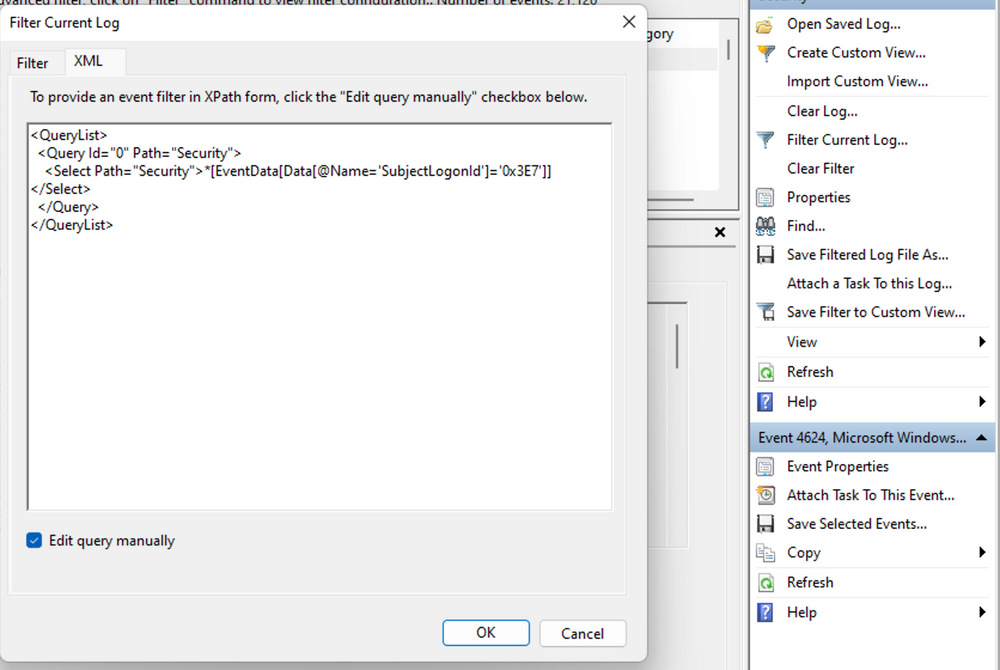 advanced filter, click on "Filter" command to view filter configuration.. Number of events: 21,126
Filter Current Log
Filter
XML
To provide an event filter in XPath form, click the "Edit query manually" checkbox below.
<QueryList>
<Query Id="0" Path="Security">
<Select Path="Security">*[EventData[Data[@Name='SubjectLogonId']='0x3E7']]
</Select>
</Query>
</QueryList>
Edit query manually
OK
Cancel
gory
Security
Open Saved Log...
Create Custom View...
Import Custom View...
Clear Log...
Filter Current Log...
Clear Filter
Properties
Find...
Save Filtered Log File As...
Attach a Task To this Log...
Save Filter to Custom View...
View
Refresh
Help
Event 4624, Microsoft Windows...
Event Properties
Attach Task To This Event...
Save Selected Events...
Copy
Refresh
Help